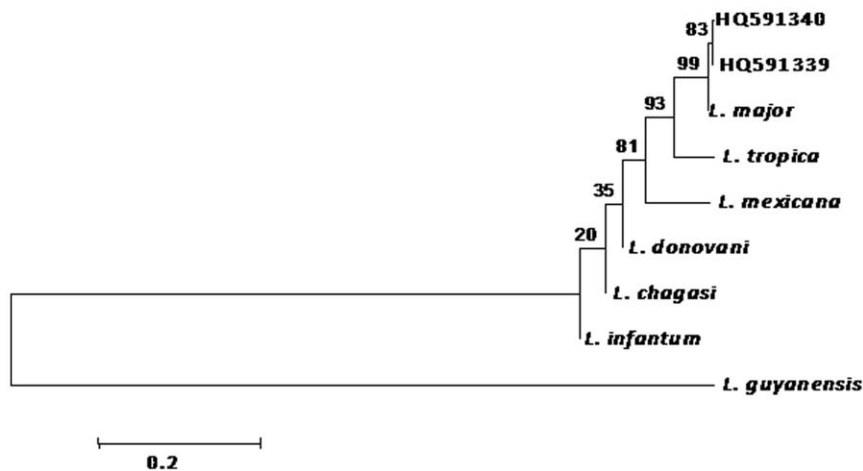 HQ591340
83
HQ591339
99
L. major
93
L. tropica
81
L. mexicana
35
L. donovani
20
L. chagasi
L. infantum
L. guyanensis
0.2